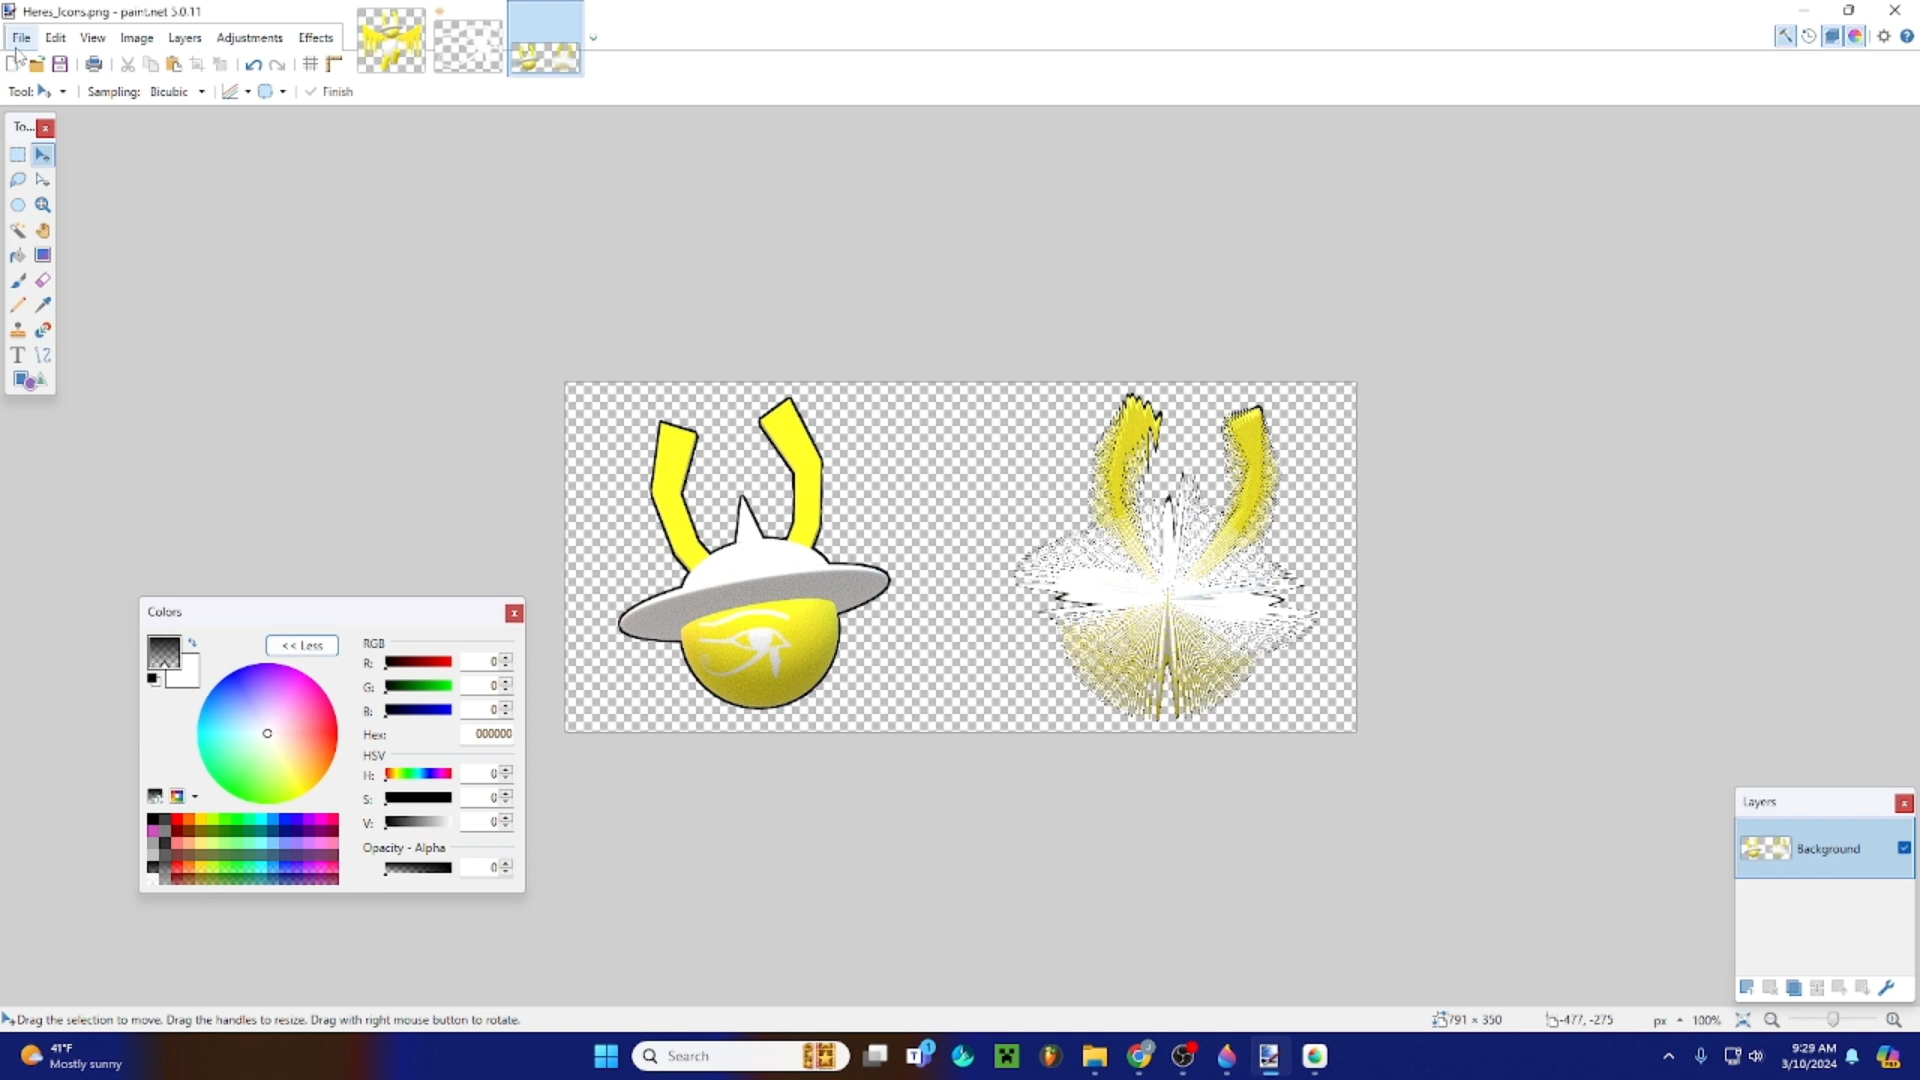 Heres_Icons.png - paint.net 5.0.11
File Edit View Image Layers Adjustments Effects
Tool: Sampling: Bicubic Finish
To...
Colors
<< Less
RGB
R: 0
G: 0
B: 0
Hex: 000000
HSV
H: 0
S: 0
V: 0
Opacity - Alpha
0
Layers
Background
Drag the selection to move. Drag the handles to resize. Drag with right mouse button to rotate.
791 × 350
-477, -275
px
100%
41°F
Mostly sunny
Search
1
9:29 AM
3/10/2024